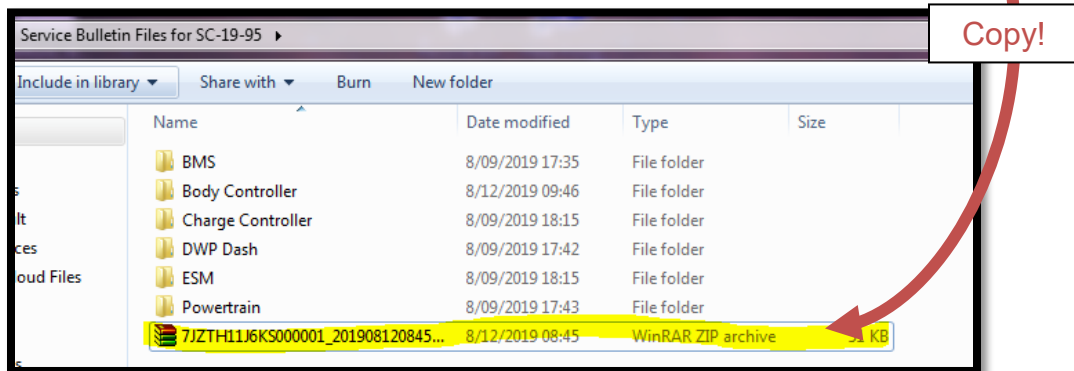 Service Bulletin Files for SC-19-95
Copy!
Include in library Share with Burn New folder
Name Date modified Type Size
BMS 8/09/2019 17:35 File folder
Body Controller 8/12/2019 09:46 File folder
Charge Controller 8/09/2019 18:15 File folder
DWP Dash 8/09/2019 17:42 File folder
ESM 8/09/2019 18:15 File folder
oud Files
Powertrain 8/09/2019 17:43 File folder
7JZTH11J6KS000001_201908120845... 8/12/2019 08:45 WinRAR ZIP archive KB